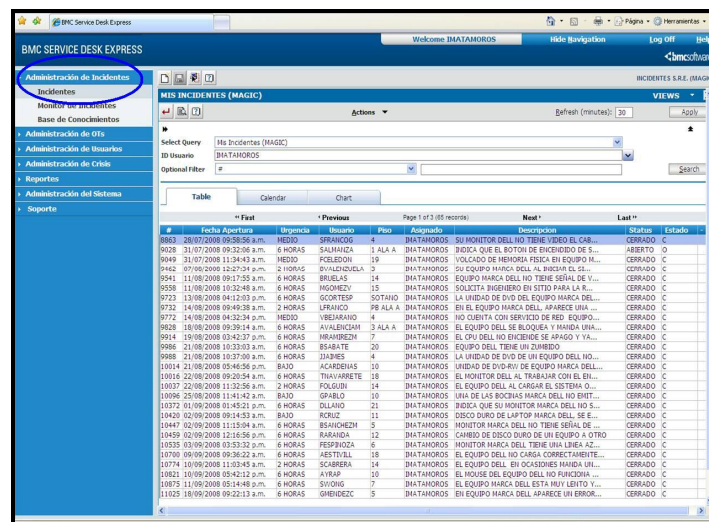 BMC Service Desk Express
Página
Herramientas
BMC SERVICE DESK EXPRESS
Welcome IMATAMOROS
Hide Navigation
Log Off
Help
bmcsoftware
Administración de Incidentes
Incidentes
Monitor de Incidentes
Base de Conocimientos
Administración de OTs
Administración de Usuarios
Administración de Crisis
Reportes
Administración del Sistema
Soporte
INCIDENTES S.R.E. (MAGI
MIS INCIDENTES (MAGIC)
VIEWS
Actions
Refresh (minutes): 30
Apply
Select Query Mis Incidentes (MAGIC)
ID Usuario IMATAMOROS
Optional Filter #
Search
Table Calendar Chart
First Previous Page 1 of 3 (65 records) Next Last
# Fecha Apertura Urgencia Usuario Piso Asignado Descripcion Status Estado
8863 28/07/2008 09:58:56 a.m. MEDIO SFRANCOG 4 IMATAMOROS SU MONITOR DELL NO TIENE VIDEO EL CAB... CERRADO C
9028 31/07/2008 09:32:06 a.m. 6 HORAS SALMANZA 1 ALA A IMATAMOROS INDICA QUE EL BOTON DE ENCENDIDO DE S... ABIERTO O
9049 31/07/2008 11:34:43 a.m. MEDIO FCELEDON 19 IMATAMOROS VOLCADO DE MEMORIA FISICA EN EQUIPO M... CERRADO C
9462 07/08/2008 12:27:34 p.m. 2 HORAS DVALENZUELA 3 IMATAMOROS SU EQUIPO MARCA DELL AL INICIAR EL SI... CERRADO C
9541 11/08/2008 09:17:55 a.m. 6 HORAS BRUELAS 14 IMATAMOROS EQUIPO MARCA DELL NO TIENE SEÑAL DE V... CERRADO C
9558 11/08/2008 10:32:48 a.m. 6 HORAS MGOMEZV 15 IMATAMOROS SOLICITA INGENIERO EN SITIO PARA LA R... CERRADO C
9723 13/08/2008 04:12:03 p.m. 6 HORAS GCORTESP SOTANO IMATAMOROS LA UNIDAD DE DVD DEL EQUIPO MARCA DEL... CERRADO C
9732 14/08/2008 09:49:38 a.m. 2 HORAS LFRANCO PB ALA A IMATAMOROS EN EL EQUIPO MARCA DELL, APARECE UNA ... CERRADO C
9772 14/08/2008 04:32:34 p.m. MEDIO VBEJARANO 4 IMATAMOROS NO CUENTA CON SERVICIO DE RED EQUIPO... CERRADO C
9828 18/08/2008 09:39:14 a.m. 6 HORAS AVALENCIAM 3 ALA A IMATAMOROS EL EQUIPO DELL SE BLOQUEA Y MANDA UNA... CERRADO C
9914 19/08/2008 03:42:37 p.m. 6 HORAS MRAMIREZM 7 IMATAMOROS EL CPU DELL NO ENCIENDE SE APAGO Y YA... CERRADO C
9986 21/08/2008 10:33:03 a.m. 6 HORAS BSABATE 20 IMATAMOROS EQUIPO DELL TIENE UN ZUMBIDO CERRADO C
9988 21/08/2008 10:37:00 a.m. 6 HORAS JJAIMES 4 IMATAMOROS LA UNIDAD DE DVD DE UN EQUIPO DELL NO... CERRADO C
10014 21/08/2008 05:46:56 p.m. BAJO ACARDENAS 10 IMATAMOROS UNIDAD DE DVD-RW DE EQUIPO MARCA DELL... CERRADO C
10016 22/08/2008 09:20:54 a.m. 6 HORAS TNAVARRETE 18 IMATAMOROS EL MONITOR DELL AL TRABAJAR CON EL EN... CERRADO C
10037 22/08/2008 11:32:56 a.m. 2 HORAS FOLGUIN 14 IMATAMOROS EL EQUIPO DELL AL CARGAR EL SISTEMA O... CERRADO C
10096 25/08/2008 11:41:42 a.m. BAJO GPABLO 10 IMATAMOROS UNA DE LAS BOCINAS MARCA DELL NO EMIT... CERRADO C
10372 01/09/2008 01:45:21 p.m. 6 HORAS DLLANO 21 IMATAMOROS INDICA QUE SU MONITOR MARCA DELL NO S... CERRADO C
10420 02/09/2008 09:14:53 a.m. BAJO RCRUZ 11 IMATAMOROS DISCO DURO DE LAPTOP MARCA DELL, SE E... CERRADO C
10447 02/09/2008 11:15:04 a.m. 6 HORAS BSANCHEZM 5 IMATAMOROS MONITOR MARCA DELL NO TIENE SEÑAL DE ... CERRADO C
10459 02/09/2008 12:16:56 p.m. 6 HORAS RARANDA 12 IMATAMOROS CAMBIO DE DISCO DURO DE UN EQUIPO A OTRO CERRADO C
10535 03/09/2008 03:53:32 p.m. 6 HORAS FESPINOZA 6 IMATAMOROS MONITOR MARCA DELL TIENE UNA LINEA AZ... CERRADO C
10700 09/09/2008 09:36:22 a.m. 6 HORAS AESTIVILL 18 IMATAMOROS EL EQUIPO DELL NO CARGA CORRECTAMENTE... CERRADO C
10774 10/09/2008 11:03:45 a.m. 2 HORAS SCABRERA 14 IMATAMOROS EL EQUIPO DELL EN OCASIONES MANDA UN... CERRADO C
10821 10/09/2008 05:42:12 p.m. 6 HORAS AYRAP 10 IMATAMOROS EL MOUSE DEL EQUIPO DELL NO FUNCIONA ... CERRADO C
10875 11/09/2008 05:14:48 p.m. 6 HORAS SWONG 7 IMATAMOROS EL EQUIPO MARCA DELL ESTA MUY LENTO Y... CERRADO C
11025 18/09/2008 09:22:13 a.m. 6 HORAS GMENDEZC 5 IMATAMOROS EN EQUIPO MARCA DELL APARECE UN ERROR... CERRADO C